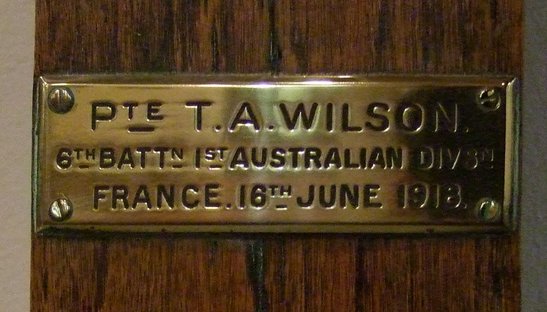 PTE T.A.WILSON.
6TH BATTN 1ST AUSTRALIAN DIVSN
FRANCE. 16TH JUNE 1918.